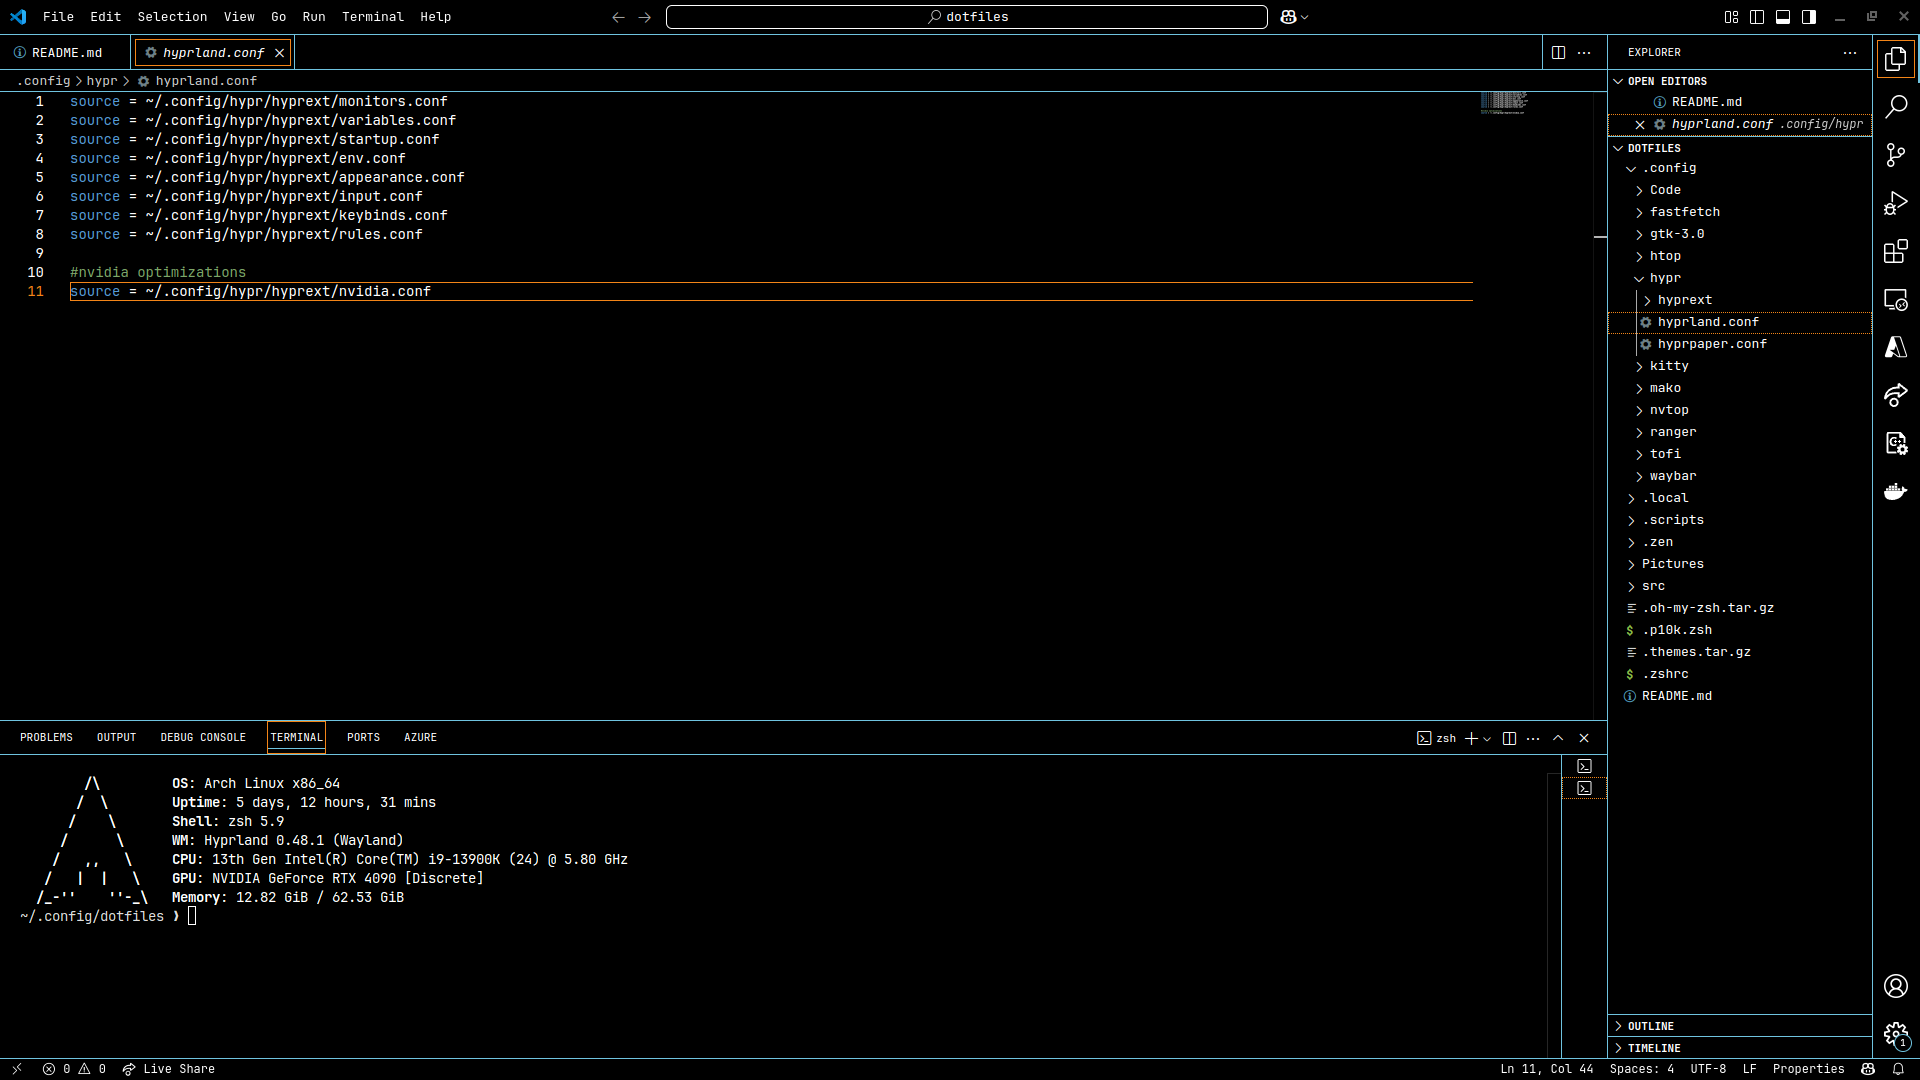 File Edit Selection View Go Run Terminal Help
dotfiles
README.md
hyprland.conf
.config > hypr > hyprland.conf
1 source = ~/.config/hypr/hyprext/monitors.conf
2 source = ~/.config/hypr/hyprext/variables.conf
3 source = ~/.config/hypr/hyprext/startup.conf
4 source = ~/.config/hypr/hyprext/env.conf
5 source = ~/.config/hypr/hyprext/appearance.conf
6 source = ~/.config/hypr/hyprext/input.conf
7 source = ~/.config/hypr/hyprext/keybinds.conf
8 source = ~/.config/hypr/hyprext/rules.conf
9
10 #nvidia optimizations
11 source = ~/.config/hypr/hyprext/nvidia.conf
PROBLEMS OUTPUT DEBUG CONSOLE TERMINAL PORTS AZURE
zsh
/\ OS: Arch Linux x86_64
/  \ Uptime: 5 days, 12 hours, 31 mins
/    \ Shell: zsh 5.9
/      \ WM: Hyprland 0.48.1 (Wayland)
/   ,,   \ CPU: 13th Gen Intel(R) Core(TM) i9-13900K (24) @ 5.80 GHz
/   |  |   \ GPU: NVIDIA GeForce RTX 4090 [Discrete]
/_-''    ''-_\ Memory: 12.82 GiB / 62.53 GiB
~/.config/dotfiles ❯
EXPLORER
OPEN EDITORS
README.md
hyprland.conf .config/hypr
DOTFILES
.config
Code
fastfetch
gtk-3.0
htop
hypr
hyprext
hyprland.conf
hyprpaper.conf
kitty
mako
nvtop
ranger
tofi
waybar
.local
.scripts
.zen
Pictures
src
.oh-my-zsh.tar.gz
$ .p10k.zsh
.themes.tar.gz
$ .zshrc
README.md
OUTLINE
TIMELINE
1
0 0 Live Share
Ln 11, Col 44 Spaces: 4 UTF-8 LF Properties